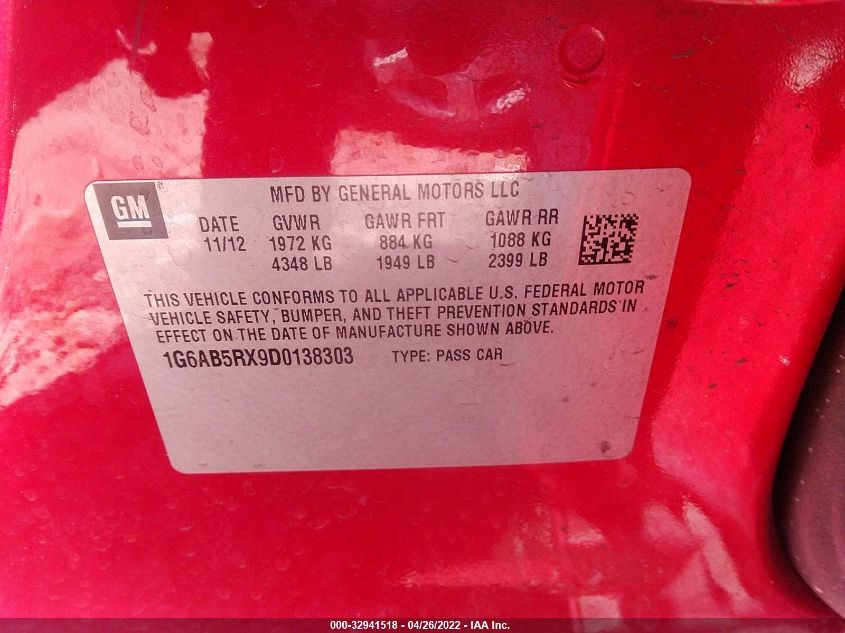 GM
MFD BY GENERAL MOTORS LLC
DATE GVWR GAWR FRT GAWR RR
11/12 1972 KG 884 KG 1088 KG
4348 LB 1949 LB 2399 LB
THIS VEHICLE CONFORMS TO ALL APPLICABLE U.S. FEDERAL MOTOR
VEHICLE SAFETY, BUMPER, AND THEFT PREVENTION STANDARDS IN
EFFECT ON THE DATE OF MANUFACTURE SHOWN ABOVE.
1G6AB5RX9D0138303 TYPE: PASS CAR
000-32941518 - 04/26/2022 - IAA Inc.